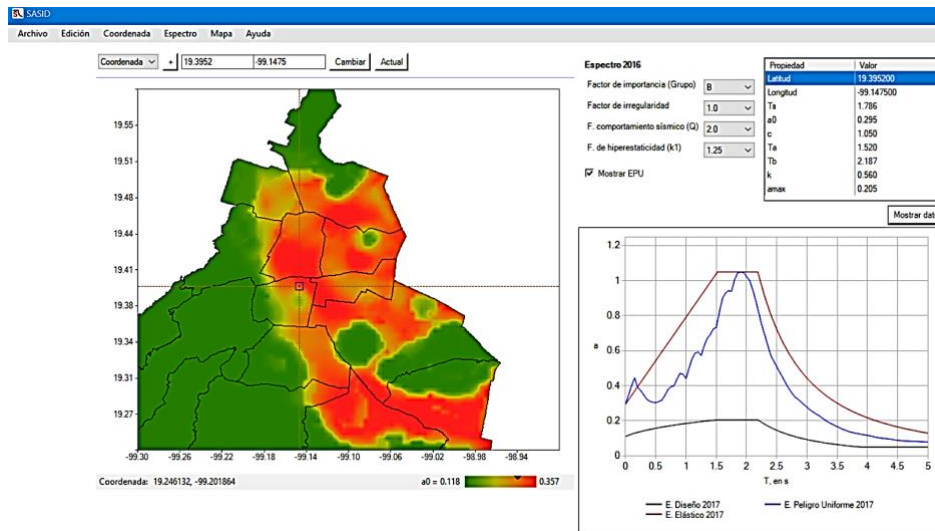 SASID
Archivo Edición Coordenada Espectro Mapa Ayuda
Coordenada + 19.3952 -99.1475 Cambiar Actual
19.55
19.51
19.48
19.44
19.41
19.38
19.34
19.31
19.27
-99.30 -99.26 -99.22 -99.18 -99.14 -99.10 -99.06 -99.02 -98.98 -98.94
Coordenada: 19.246132, -99.201864 a0 = 0.118 0.357
Espectro 2016
Factor de importancia (Grupo) B
Factor de irregularidad 1.0
F. comportamiento sísmico (Q) 2.0
F. de hiperestaticidad (k1) 1.25
Mostrar EPU
Propiedad Valor
Latitud 19.395200
Longitud -99.147500
Ts 1.786
a0 0.295
c 1.050
Ta 1.520
Tb 2.187
k 0.560
amax 0.205
Mostrar dat
1.2
1
0.8
a
0.6
0.4
0.2
0
0 0.5 1 1.5 2 2.5 3 3.5 4 4.5 5
T, en s
E. Diseño 2017 E. Peligro Uniforme 2017
E. Elástico 2017